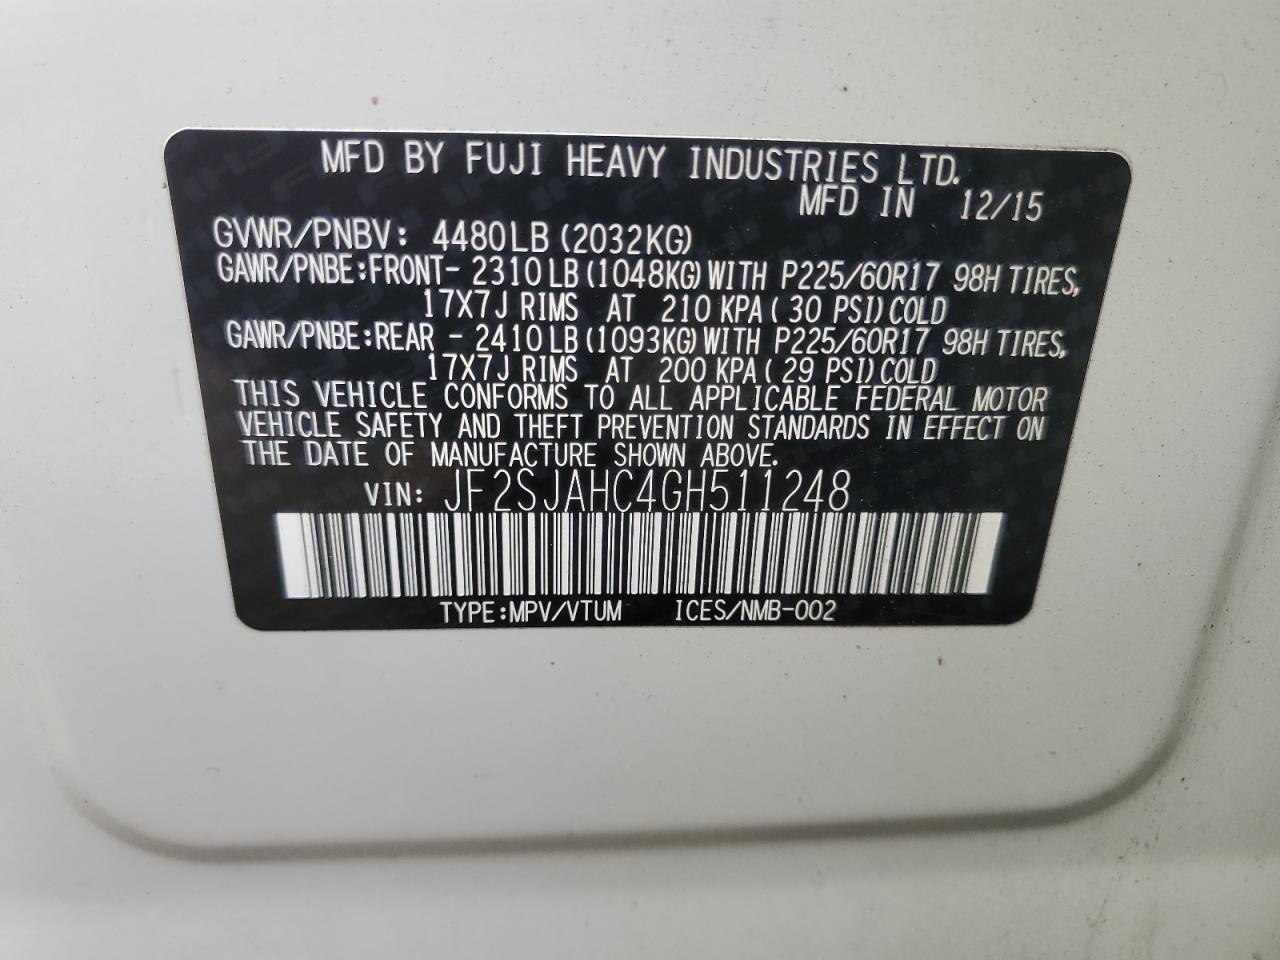 MFD BY FUJI HEAVY INDUSTRIES LTD.
MFD IN 12/15
GVWR/PNBV: 4480LB (2032KG)
GAWR/PNBE:FRONT- 2310LB (1048KG) WITH P225/60R17 98H TIRES,
17X7J RIMS AT 210 KPA ( 30 PSI) COLD
GAWR/PNBE:REAR - 2410LB (1093KG) WITH P225/60R17 98H TIRES,
17X7J RIMS AT 200 KPA ( 29 PSI) COLD
THIS VEHICLE CONFORMS TO ALL APPLICABLE FEDERAL MOTOR
VEHICLE SAFETY AND THEFT PREVENTION STANDARDS IN EFFECT ON
THE DATE OF MANUFACTURE SHOWN ABOVE.
VIN: JF2SJAHC4GH511248
TYPE:MPV/VTUM ICES/NMB-002